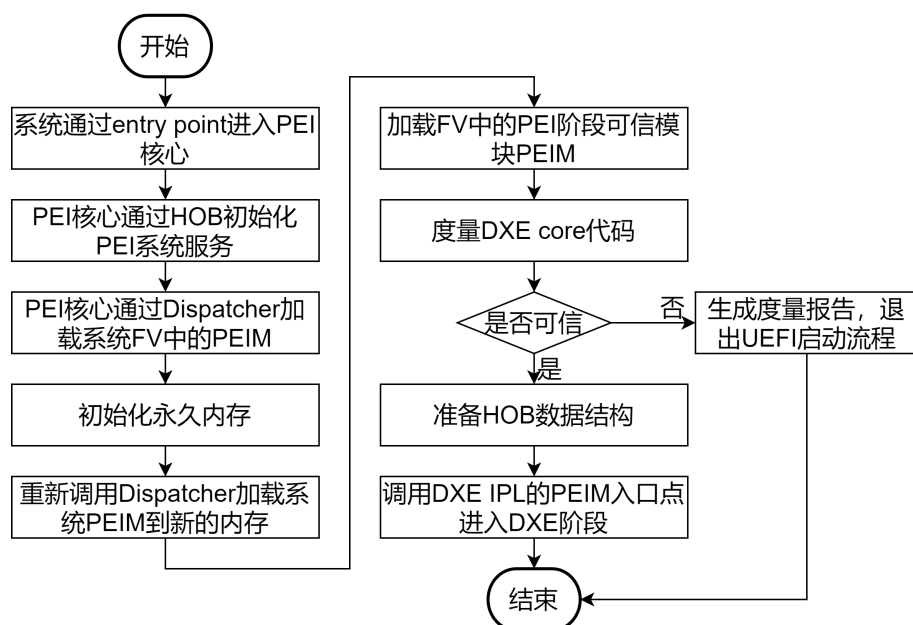 开始
系统通过entry point进入PEI
核心
PEI核心通过HOB初始化
PEI系统服务
PEI核心通过Dispatcher加
载系统FV中的PEIM
初始化永久内存
重新调用Dispatcher加载系
统PEIM到新的内存
加载FV中的PEI阶段可信模
块PEIM
度量DXE core代码
是否可信
否
生成度量报告，退
出UEFI启动流程
是
准备HOB数据结构
调用DXE IPL的PEIM入口点
进入DXE阶段
结束